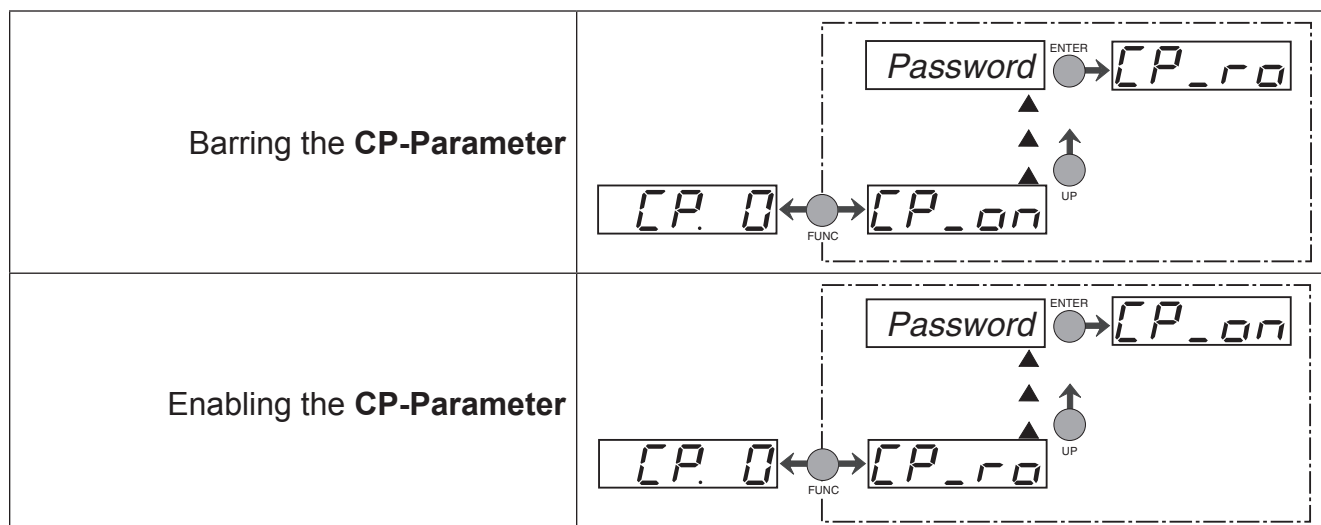 Password ENTER CP_ro
Barring the CP-Parameter
UP
CP. 0 FUNC CP_on
Password ENTER CP_on
Enabling the CP-Parameter
UP
CP. 0 FUNC CP_ro